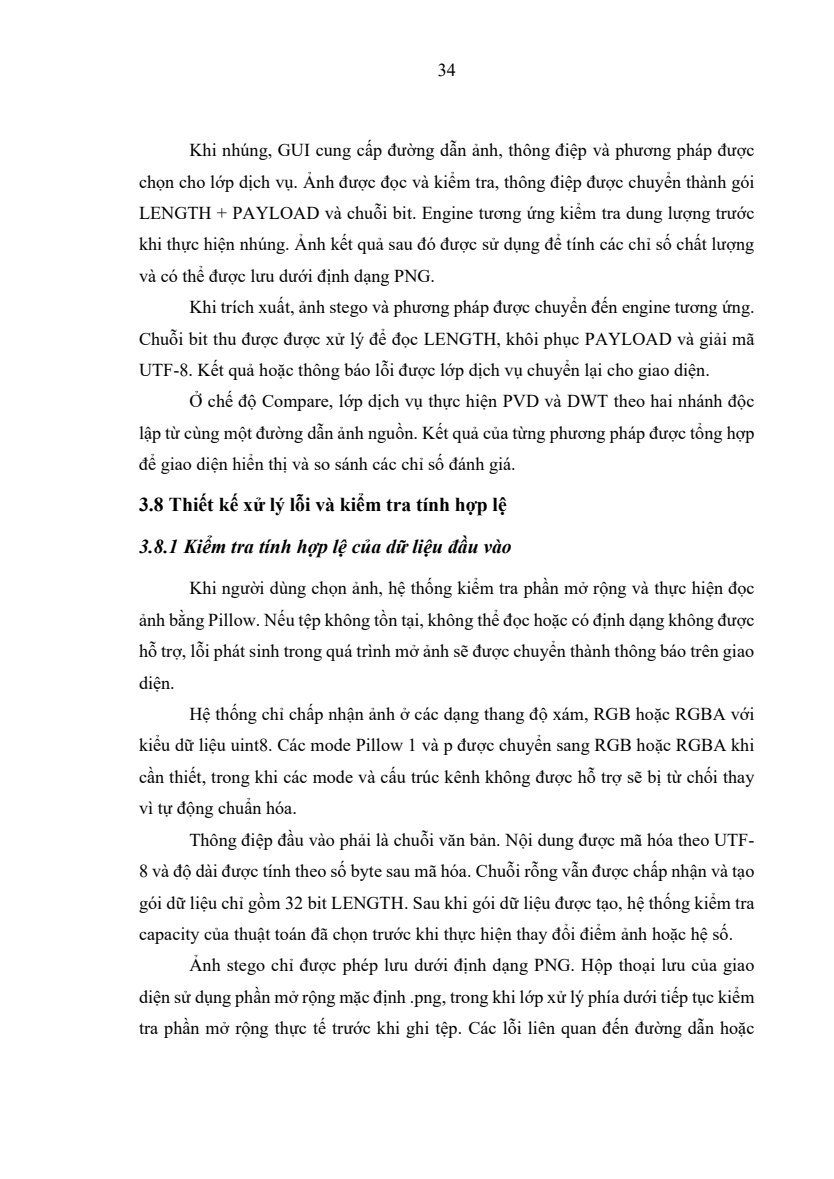 34
Khi nhúng, GUI cung cấp đường dẫn ảnh, thông điệp và phương pháp được
chọn cho lớp dịch vụ. Ảnh được đọc và kiểm tra, thông điệp được chuyển thành gói
LENGTH + PAYLOAD và chuỗi bit. Engine tương ứng kiểm tra dung lượng trước
khi thực hiện nhúng. Ảnh kết quả sau đó được sử dụng để tính các chỉ số chất lượng
và có thể được lưu dưới định dạng PNG.
Khi trích xuất, ảnh stego và phương pháp được chuyển đến engine tương ứng.
Chuỗi bit thu được được xử lý để đọc LENGTH, khôi phục PAYLOAD và giải mã
UTF-8. Kết quả hoặc thông báo lỗi được lớp dịch vụ chuyển lại cho giao diện.
Ở chế độ Compare, lớp dịch vụ thực hiện PVD và DWT theo hai nhánh độc
lập từ cùng một đường dẫn ảnh nguồn. Kết quả của từng phương pháp được tổng hợp
để giao diện hiển thị và so sánh các chỉ số đánh giá.
3.8 Thiết kế xử lý lỗi và kiểm tra tính hợp lệ
3.8.1 Kiểm tra tính hợp lệ của dữ liệu đầu vào
Khi người dùng chọn ảnh, hệ thống kiểm tra phần mở rộng và thực hiện đọc
ảnh bằng Pillow. Nếu tệp không tồn tại, không thể đọc hoặc có định dạng không được
hỗ trợ, lỗi phát sinh trong quá trình mở ảnh sẽ được chuyển thành thông báo trên giao
diện.
Hệ thống chỉ chấp nhận ảnh ở các dạng thang độ xám, RGB hoặc RGBA với
kiểu dữ liệu uint8. Các mode Pillow 1 và p được chuyển sang RGB hoặc RGBA khi
cần thiết, trong khi các mode và cấu trúc kênh không được hỗ trợ sẽ bị từ chối thay
vì tự động chuẩn hóa.
Thông điệp đầu vào phải là chuỗi văn bản. Nội dung được mã hóa theo UTF-
8 và độ dài được tính theo số byte sau mã hóa. Chuỗi rỗng vẫn được chấp nhận và tạo
gói dữ liệu chỉ gồm 32 bit LENGTH. Sau khi gói dữ liệu được tạo, hệ thống kiểm tra
capacity của thuật toán đã chọn trước khi thực hiện thay đổi điểm ảnh hoặc hệ số.
Ảnh stego chỉ được phép lưu dưới định dạng PNG. Hộp thoại lưu của giao
diện sử dụng phần mở rộng mặc định .png, trong khi lớp xử lý phía dưới tiếp tục kiểm
tra phần mở rộng thực tế trước khi ghi tệp. Các lỗi liên quan đến đường dẫn hoặc